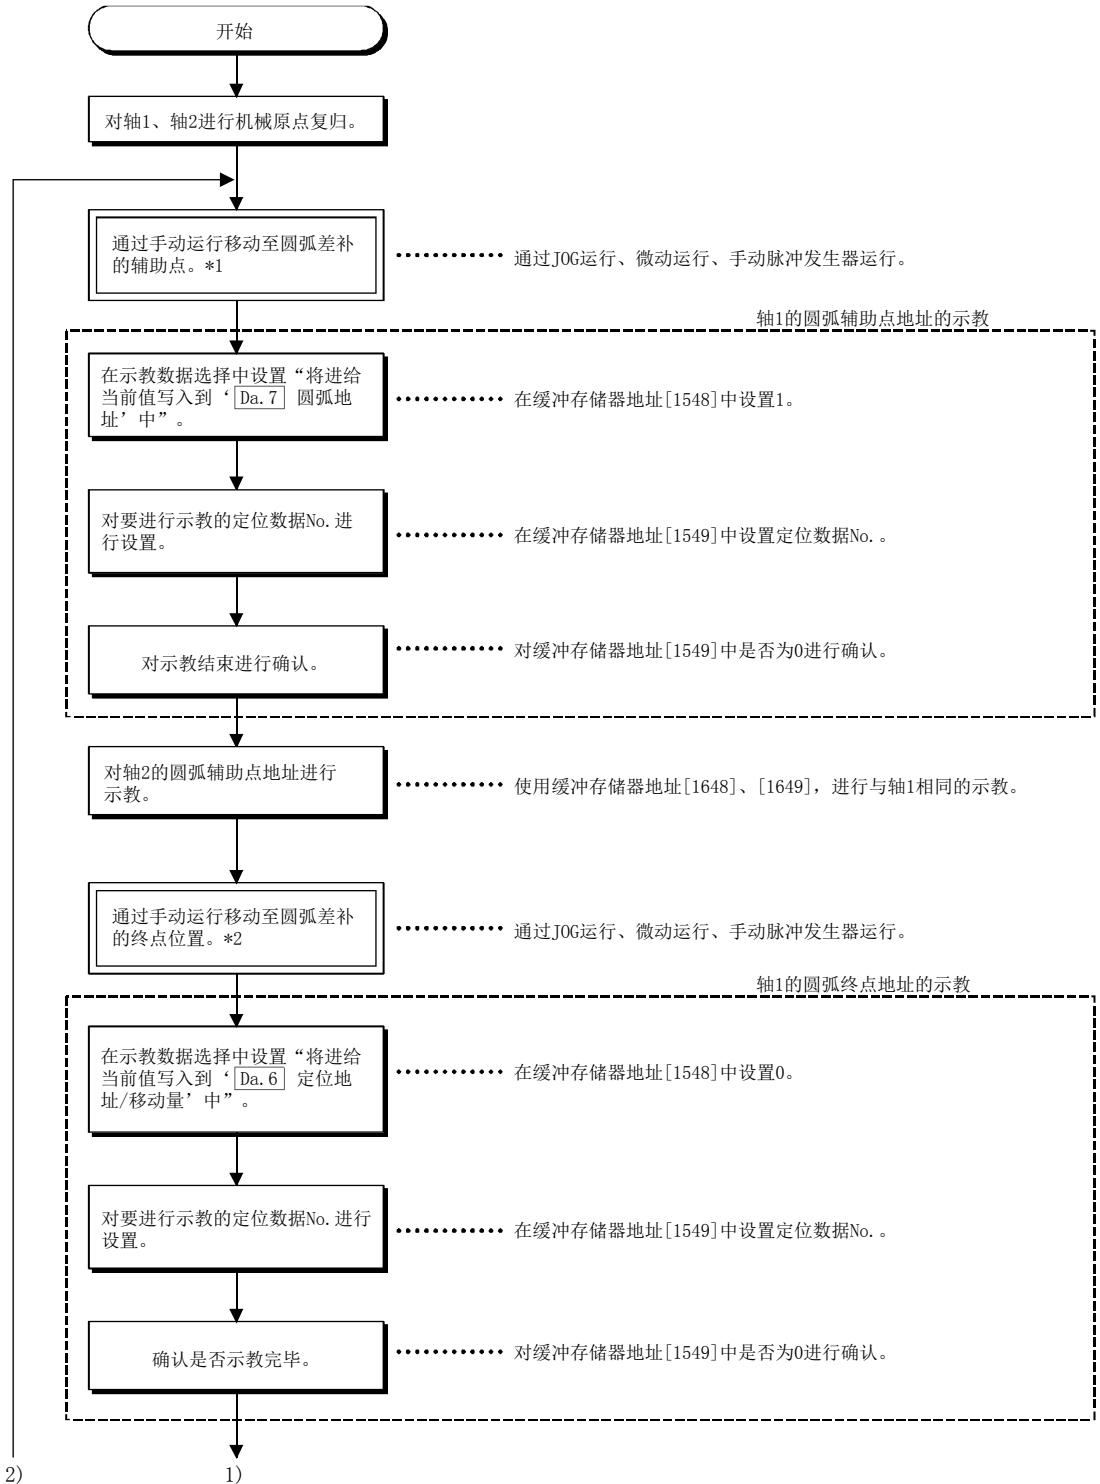 开始
对轴1、轴2进行机械原点复归。
通过手动运行移动至圆弧差补
的辅助点。*1
通过JOG运行、微动运行、手动脉冲发生器运行。
轴1的圆弧辅助点地址的示教
在示教数据选择中设置“将进给
当前值写入到‘ Da.7 圆弧地
址’中”。
在缓冲存储器地址[1548]中设置1。
对要进行示教的定位数据No.进
行设置。
在缓冲存储器地址[1549]中设置定位数据No.。
对示教结束进行确认。
对缓冲存储器地址[1549]中是否为0进行确认。
对轴2的圆弧辅助点地址进行
示教。
使用缓冲存储器地址[1648]、[1649]，进行与轴1相同的示教。
通过手动运行移动至圆弧差补
的终点位置。*2
通过JOG运行、微动运行、手动脉冲发生器运行。
轴1的圆弧终点地址的示教
在示教数据选择中设置“将进给
当前值写入到‘ Da.6 定位地
址/移动量’中”。
在缓冲存储器地址[1548]中设置0。
对要进行示教的定位数据No.进行
设置。
在缓冲存储器地址[1549]中设置定位数据No.。
确认是否示教完毕。
对缓冲存储器地址[1549]中是否为0进行确认。
2)
1)